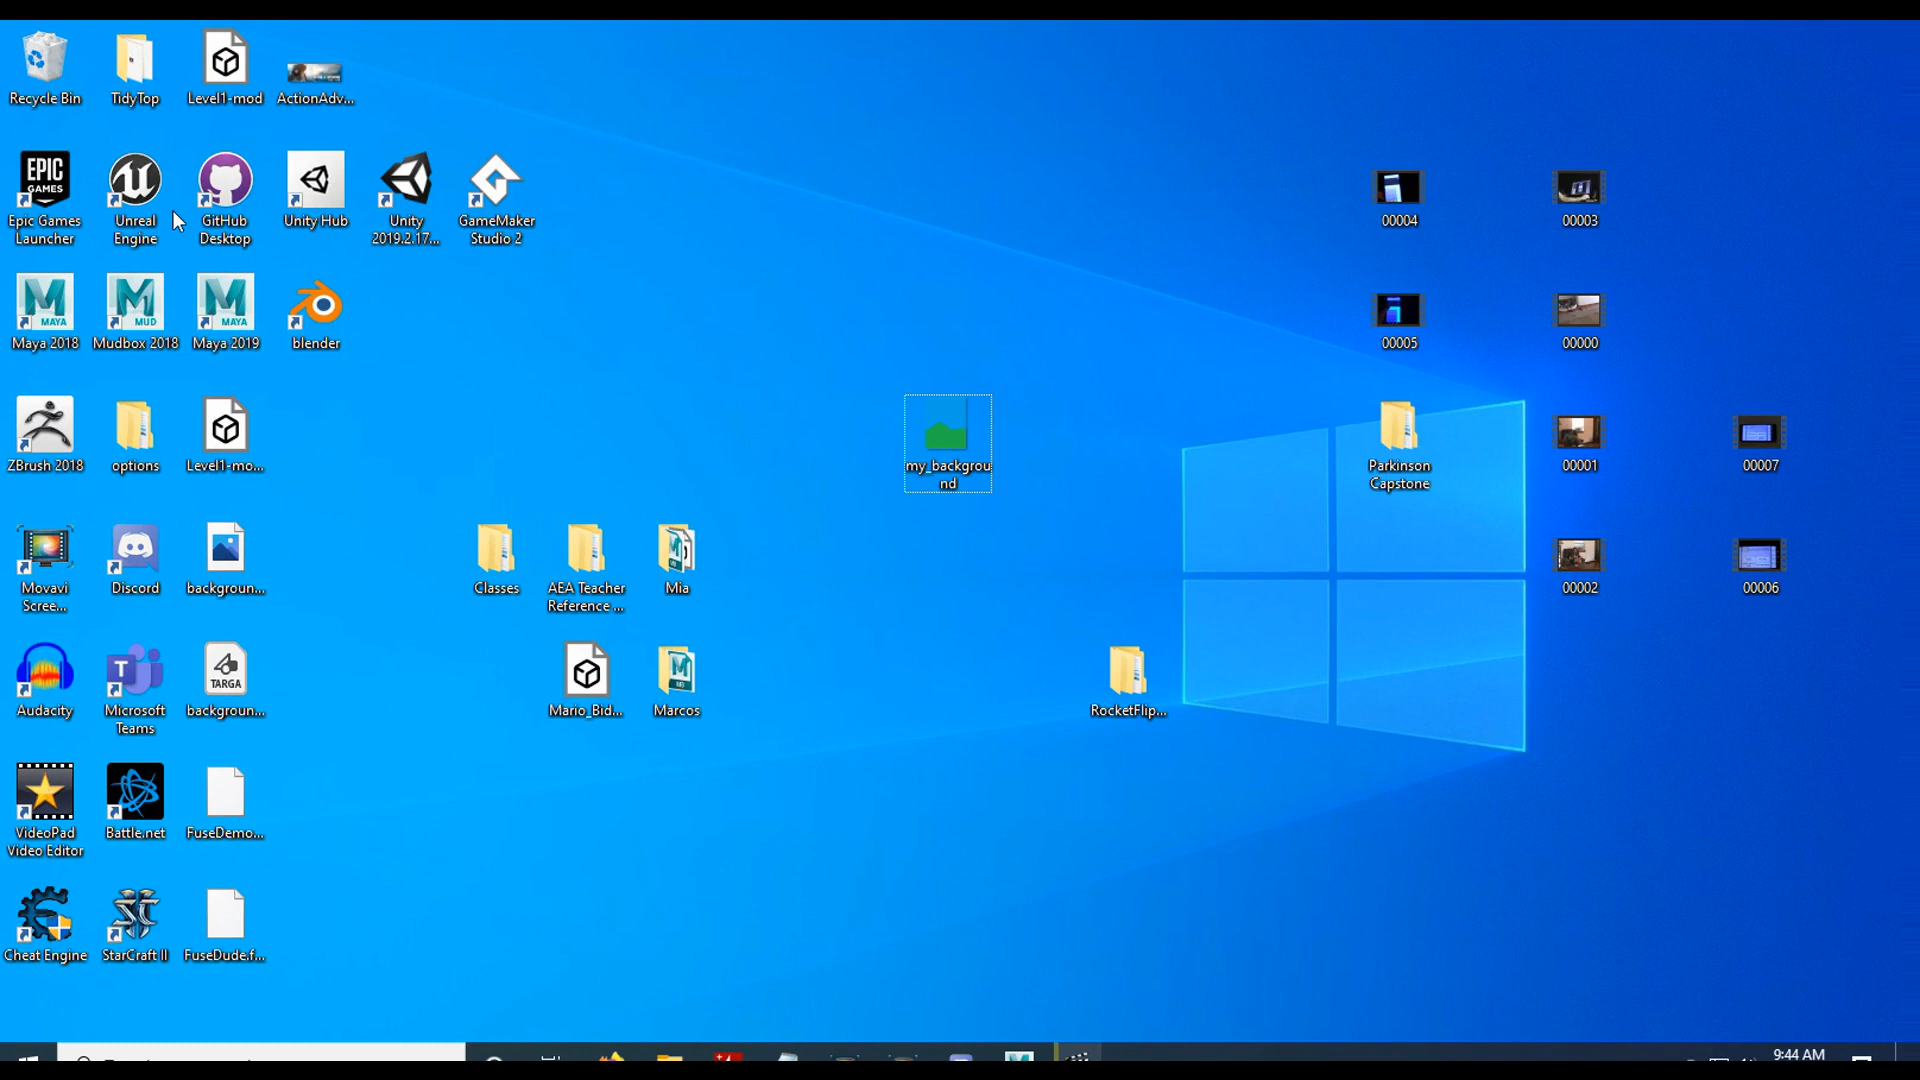 Recycle Bin
TidyTop
Level1-mod
ActionAdv...
EPIC
GAMES
Epic Games
Launcher
Unreal
Engine
GitHub
Desktop
Unity Hub
Unity
2019.2.17...
GameMaker
Studio 2
00004
00003
MAYA
Maya 2018
MUD
Mudbox 2018
MAYA
Maya 2019
blender
00005
00000
ZBrush 2018
options
Level1-mo...
my_backgrou
nd
Parkinson
Capstone
00001
00007
Movavi
Scree...
Discord
backgroun...
Classes
AEA Teacher
Reference ...
Mia
00002
00006
Audacity
Microsoft
Teams
TARGA
backgroun...
Mario_Bid...
Marcos
RocketFlip...
VideoPad
Video Editor
Battle.net
FuseDemo...
Cheat Engine
StarCraft II
FuseDude.f...
9:44 AM